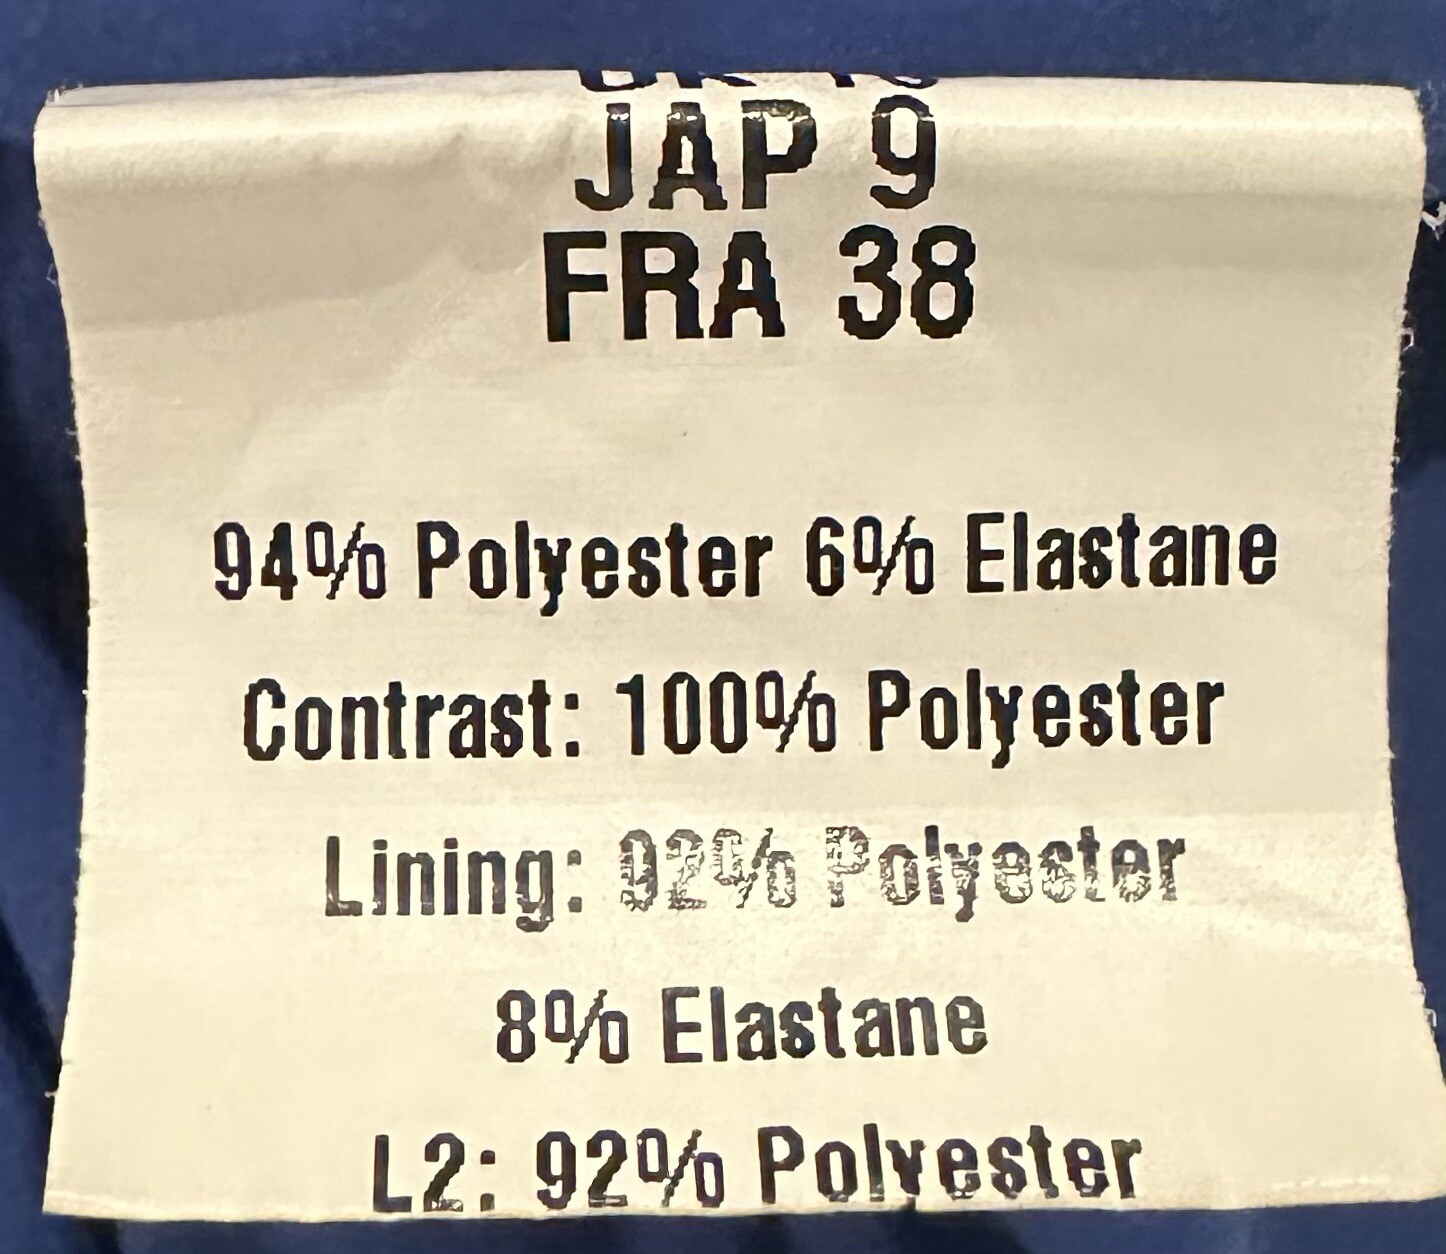 JAP 9
FRA 38
94% Polyester 6% Elastane
Contrast: 100% Polyester
Lining: 92% Polyester
8% Elastane
L2: 92% Polyester